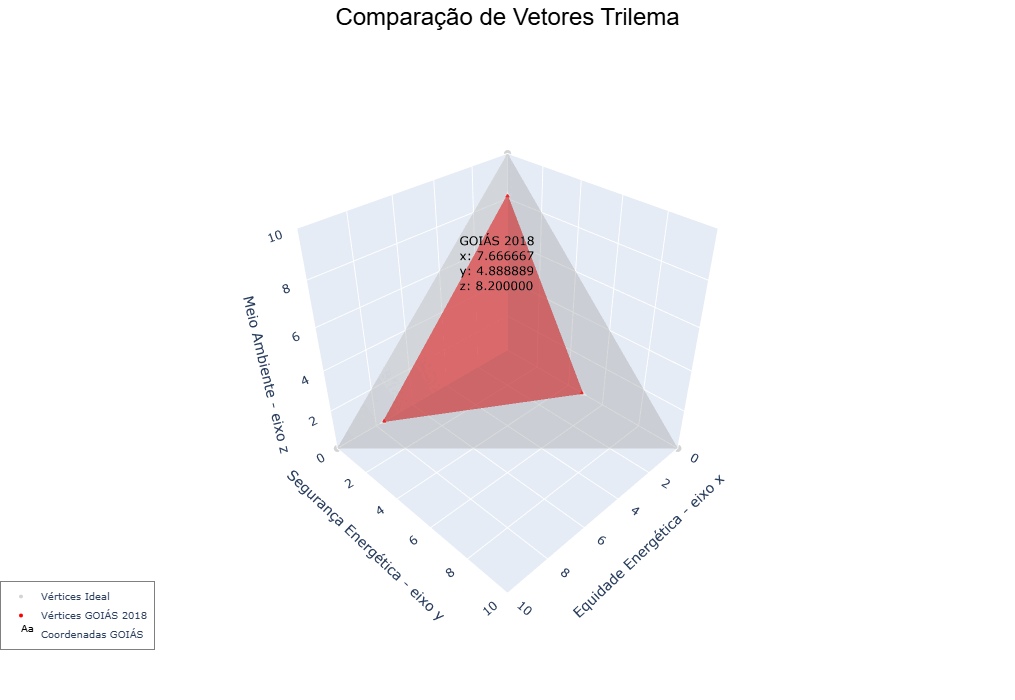 Comparação de Vetores Trilema
GOIÁS 2018
x: 7.666667
y: 4.888889
z: 8.200000
10
8
6
4
2
0
Meio Ambiente - eixo z
2
4
6
8
10
Segurança Energética - eixo y
0
2
4
6
8
10
Equidade Energética - eixo x
Vértices Ideal
Vértices GOIÁS 2018
Aa Coordenadas GOIÁS